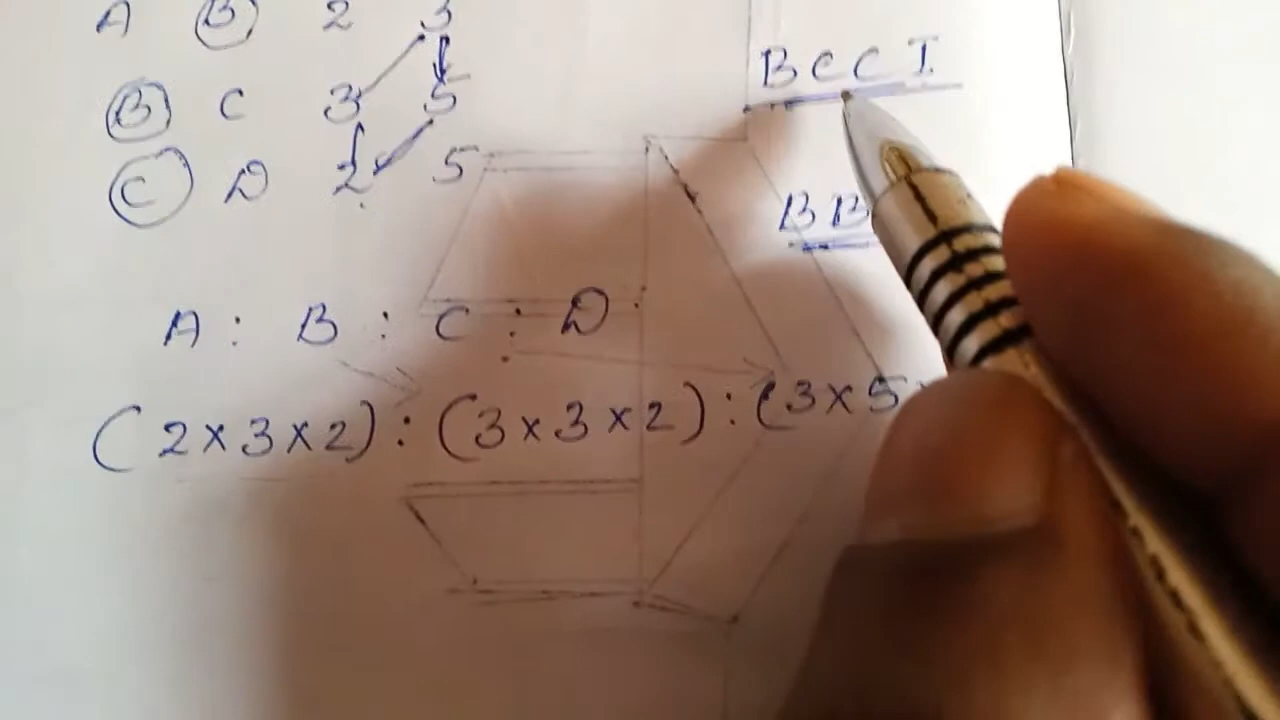 A B 2 3
B C 3 5
C D 2 5
BCCI
BB
A : B : C : D
(2×3×2) : (3×3×2) : (3×5